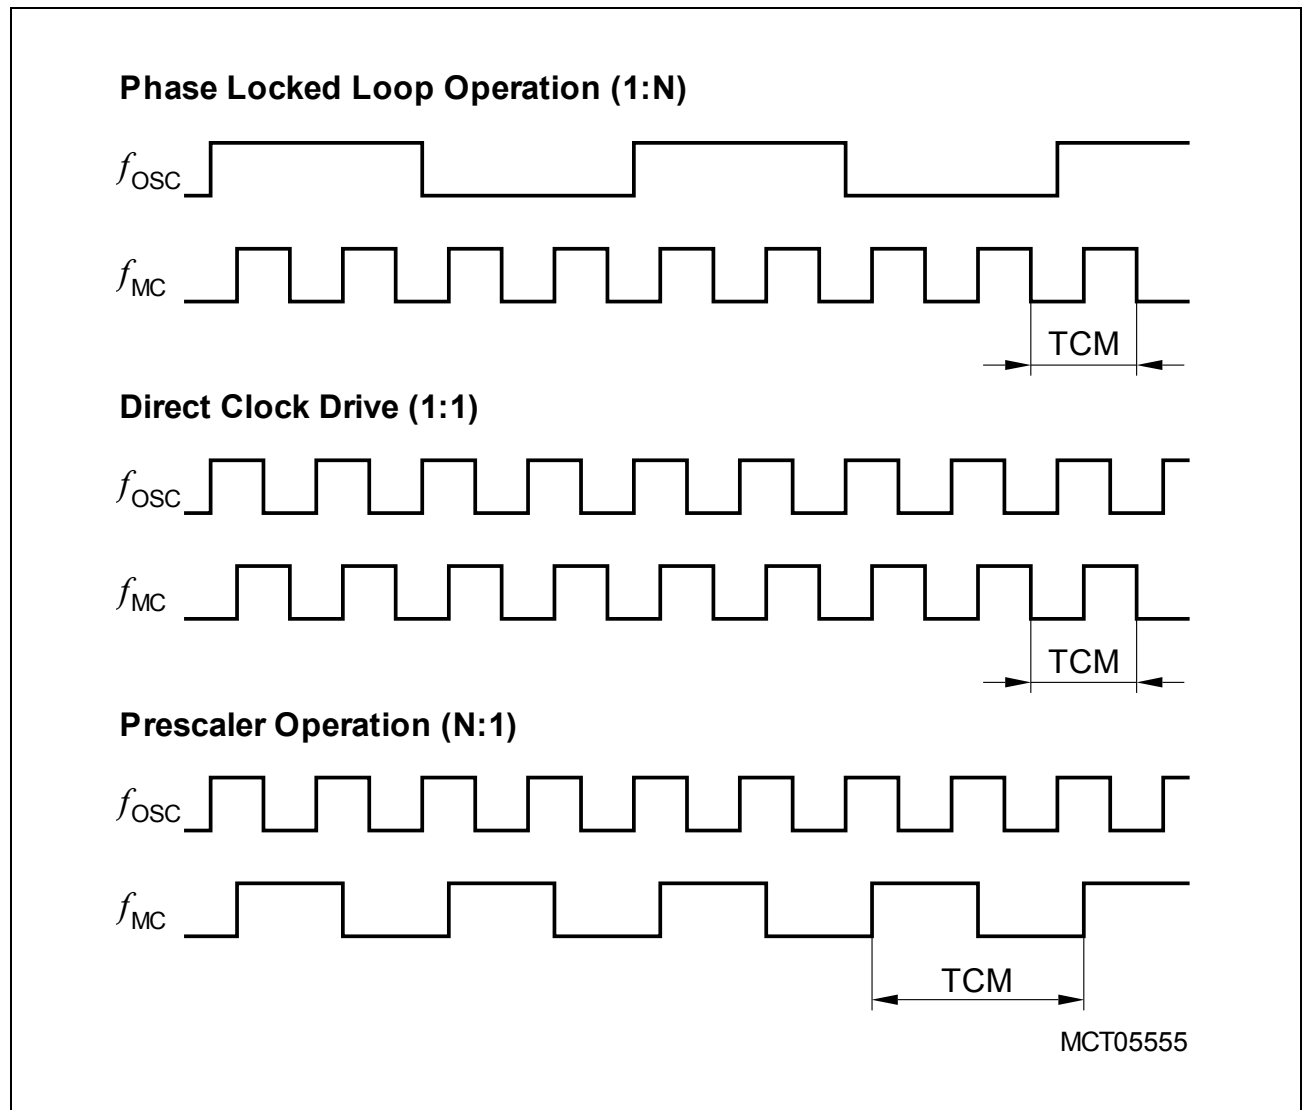 Phase Locked Loop Operation (1:N)
fOSC
fMC
TCM
Direct Clock Drive (1:1)
fOSC
fMC
TCM
Prescaler Operation (N:1)
fOSC
fMC
TCM
MCT05555